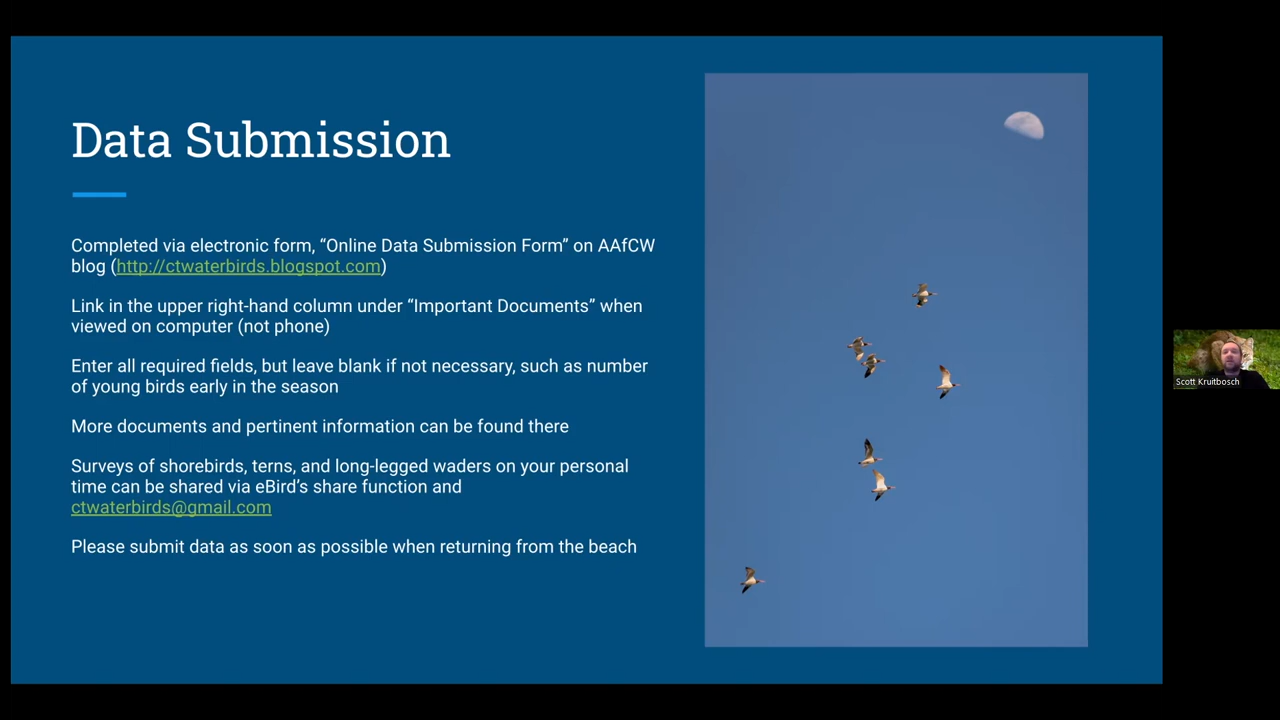 Data Submission
Completed via electronic form, “Online Data Submission Form” on AAfCW
blog (http://ctwaterbirds.blogspot.com)
Link in the upper right-hand column under “Important Documents” when
viewed on computer (not phone)
Enter all required fields, but leave blank if not necessary, such as number
of young birds early in the season
More documents and pertinent information can be found there
Surveys of shorebirds, terns, and long-legged waders on your personal
time can be shared via eBird’s share function and
ctwaterbirds@gmail.com
Please submit data as soon as possible when returning from the beach
Scott Kruitbosch